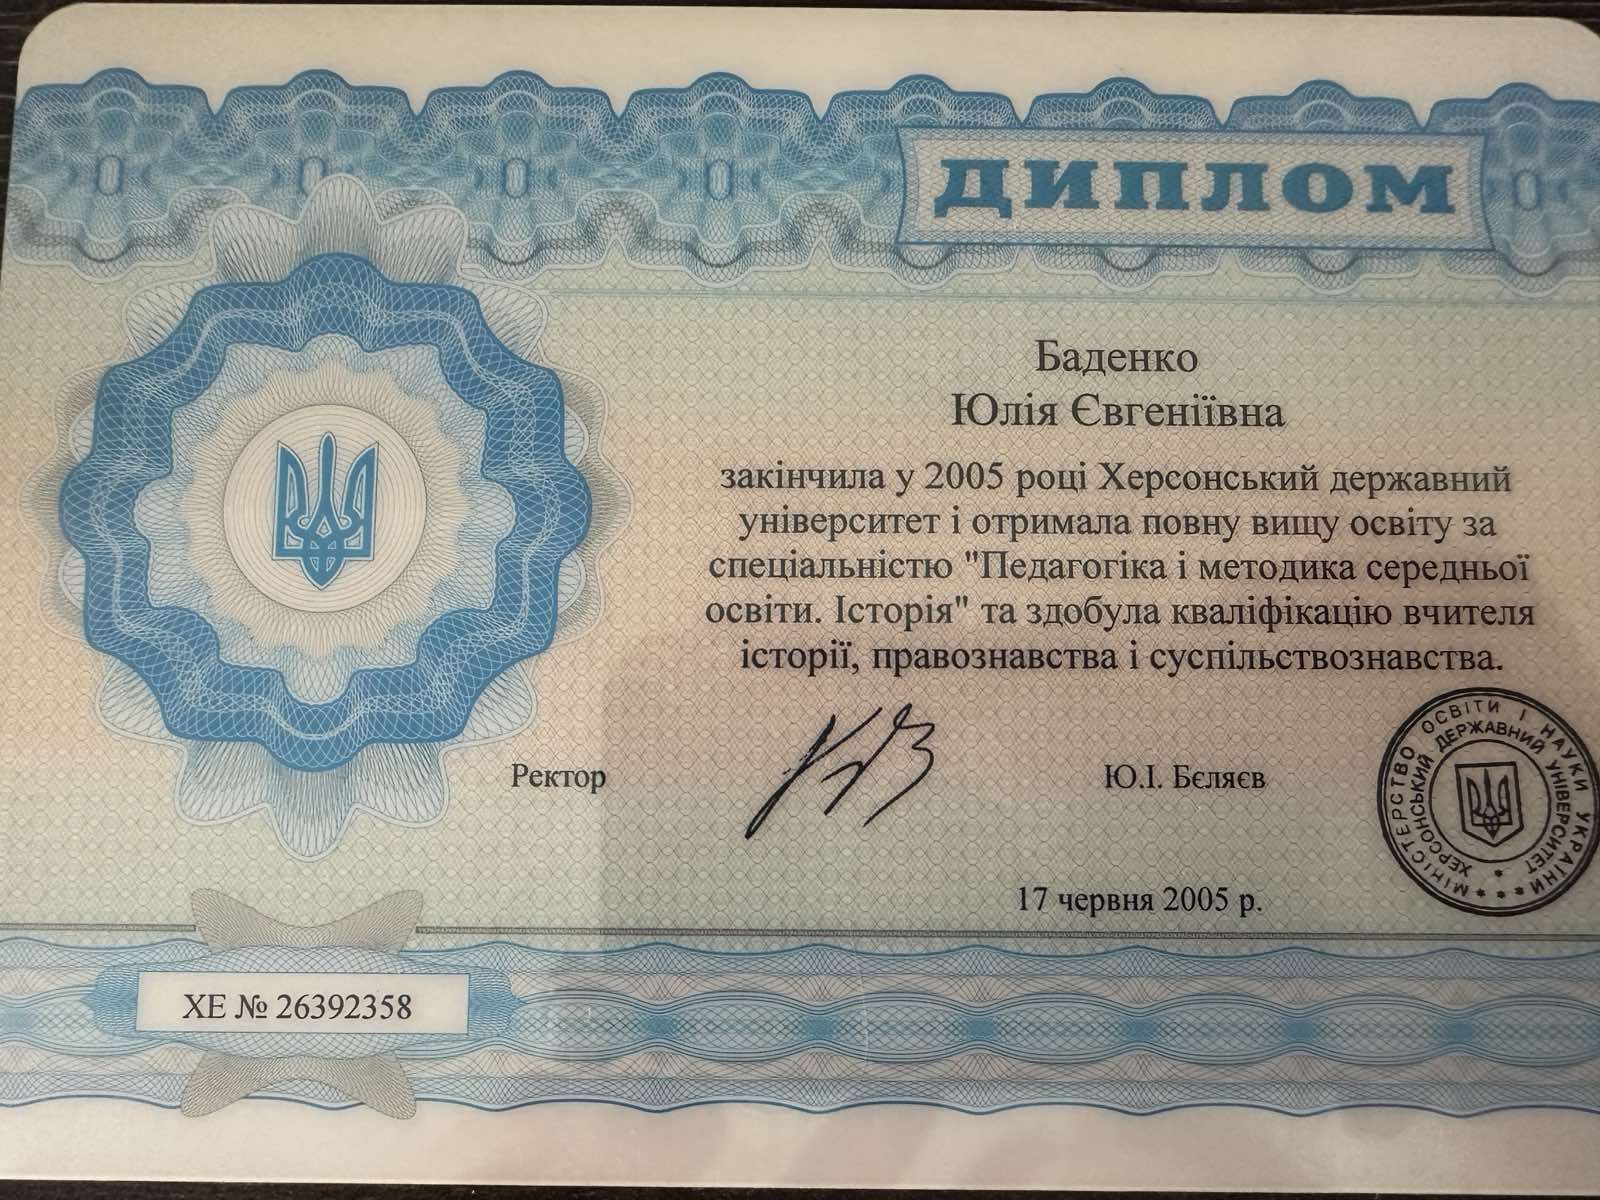 ДИПЛОМ
Баденко
Юлія Євгеніївна
закінчила у 2005 році Херсонський державний
університет і отримала повну вищу освіту за
спеціальністю "Педагогіка і методика середньої
освіти. Історія" та здобула кваліфікацію вчителя
історії, правознавства і суспільствознавства.
Ректор
Ю.І. Бєляєв
МІНІСТЕРСТВО ОСВІТИ І НАУКИ УКРАЇНИ
ХЕРСОНСЬКИЙ ДЕРЖАВНИЙ УНІВЕРСИТЕТ
17 червня 2005 р.
ХЕ № 26392358